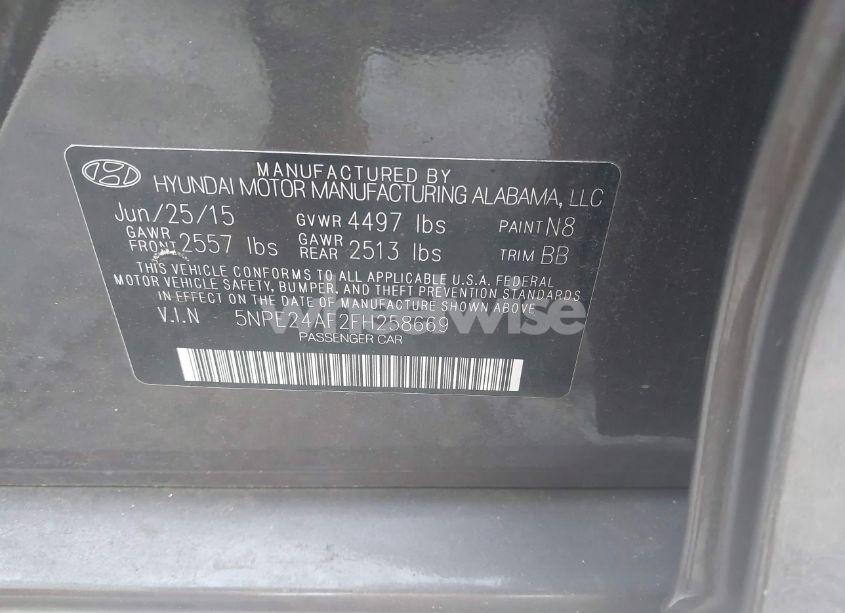 MANUFACTURED BY
HYUNDAI MOTOR MANUFACTURING ALABAMA, LLC
Jun/25/15 GVWR 4497 lbs PAINT N8
GAWR FRONT 2557 lbs GAWR REAR 2513 lbs TRIM BB
THIS VEHICLE CONFORMS TO ALL APPLICABLE U.S.A. FEDERAL
MOTOR VEHICLE SAFETY, BUMPER, AND THEFT PREVENTION STANDARDS
IN EFFECT ON THE DATE OF MANUFACTURE SHOWN ABOVE
V.I.N 5NPE24AF2FH258669
PASSENGER CAR